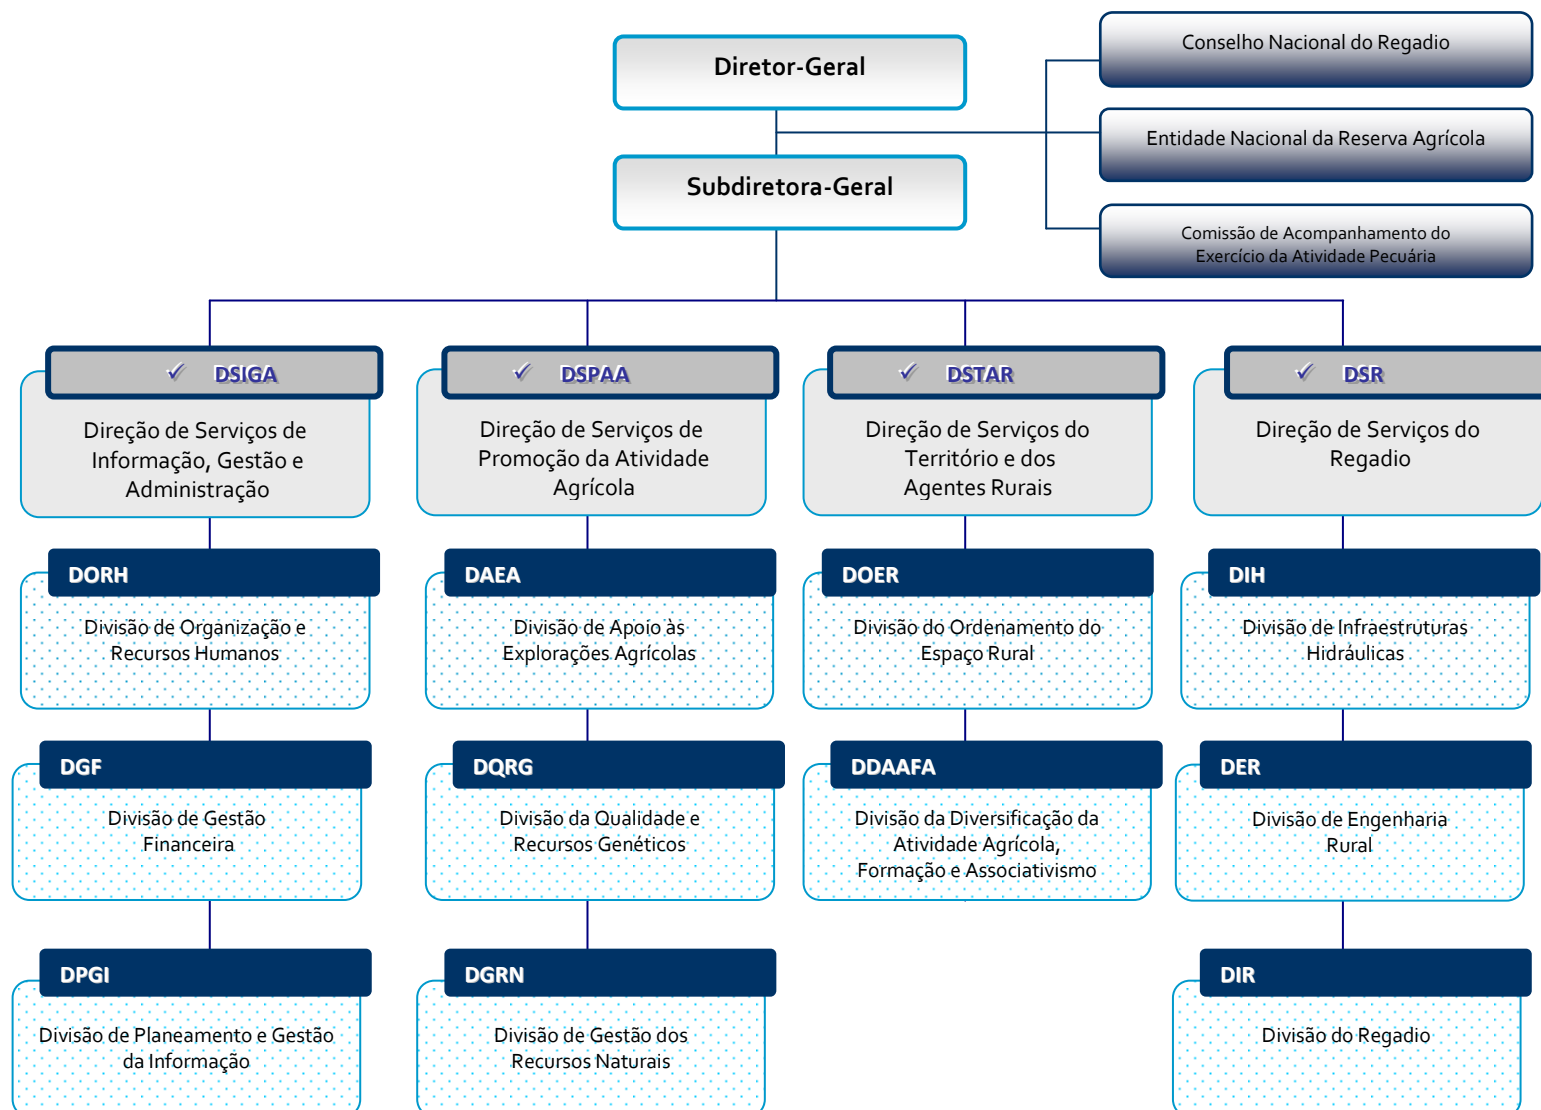 Diretor-Geral
Subdiretora-Geral
Conselho Nacional do Regadio
Entidade Nacional da Reserva Agrícola
Comissão de Acompanhamento do
Exercício da Atividade Pecuária
✓ DSIGA
Direção de Serviços de
Informação, Gestão e
Administração
DORH
Divisão de Organização e
Recursos Humanos
DGF
Divisão de Gestão
Financeira
DPGI
Divisão de Planeamento e Gestão
da Informação
✓ DSPAA
Direção de Serviços de
Promoção da Atividade
Agrícola
DAEA
Divisão de Apoio às
Explorações Agrícolas
DQRG
Divisão da Qualidade e
Recursos Genéticos
DGRN
Divisão de Gestão dos
Recursos Naturais
✓ DSTAR
Direção de Serviços do
Território e dos
Agentes Rurais
DOER
Divisão do Ordenamento do
Espaço Rural
DDAAFA
Divisão da Diversificação da
Atividade Agrícola,
Formação e Associativismo
✓ DSR
Direção de Serviços do
Regadio
DIH
Divisão de Infraestruturas
Hidráulicas
DER
Divisão de Engenharia
Rural
DIR
Divisão do Regadio